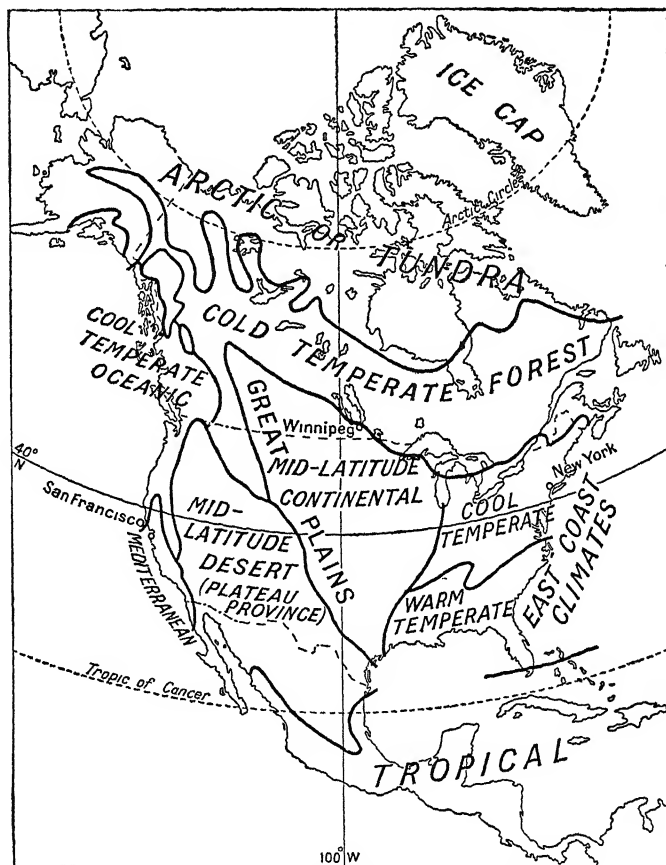 ICE CAP
ARCTIC OR TUNDRA
Arctic Circle
COLD TEMPERATE FOREST
COOL
TEMPERATE
OCEANIC
GREAT PLAINS
Winnipeg
MID-LATITUDE
CONTINENTAL
40°
N
New York
San Francisco
MID-
LATITUDE
DESERT
(PLATEAU
PROVINCE)
COOL
TEMPERATE
MEDITERRANEAN
WARM
TEMPERATE
EAST COAST
CLIMATES
Tropic of Cancer
TROPICAL
100°W